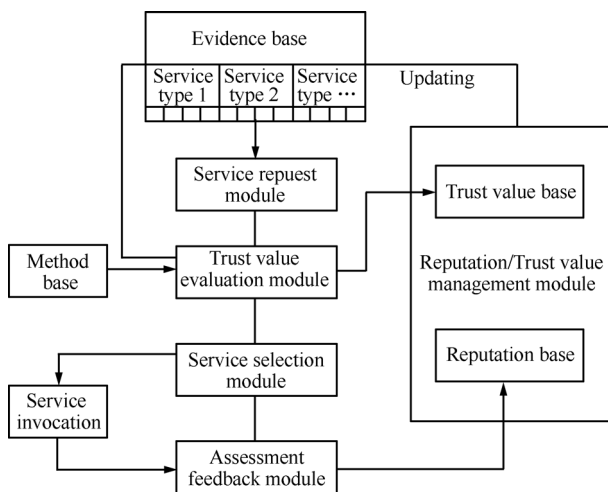 Evidence base
Service type 1
Service type 2
Service type ···
Updating
Service repuest
module
Trust value base
Method
base
Trust value
evaluation module
Reputation/Trust value
management module
Service selection
module
Reputation base
Service
invocation
Assessment
feedback module